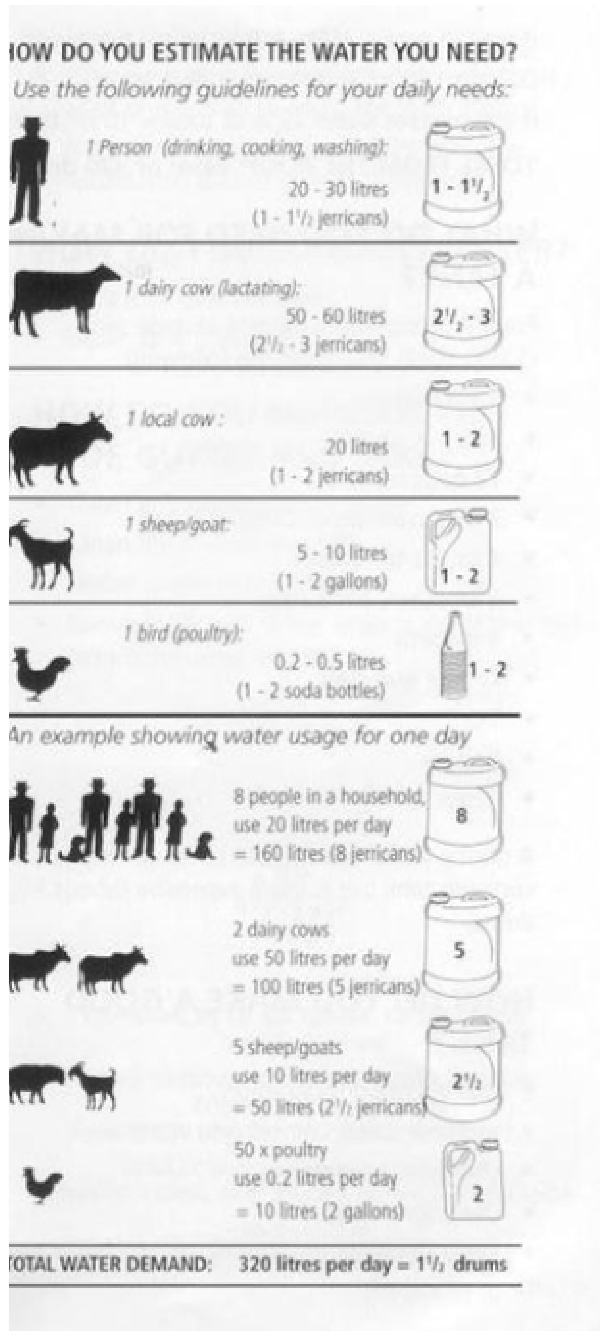 HOW DO YOU ESTIMATE THE WATER YOU NEED?
Use the following guidelines for your daily needs:
1 Person (drinking, cooking, washing):
20 - 30 litres
(1 - 1½ jerricans)
1 - 1½
1 dairy cow (lactating):
50 - 60 litres
(2½ - 3 jerricans)
2½ - 3
1 local cow :
20 litres
(1 - 2 jerricans)
1 - 2
1 sheep/goat:
5 - 10 litres
(1 - 2 gallons)
1 - 2
1 bird (poultry):
0.2 - 0.5 litres
(1 - 2 soda bottles)
1 - 2
An example showing water usage for one day
8 people in a household,
use 20 litres per day
= 160 litres (8 jerricans)
8
2 dairy cows
use 50 litres per day
= 100 litres (5 jerricans)
5
5 sheep/goats
use 10 litres per day
= 50 litres (2½ jerricans)
2½
50 x poultry
use 0.2 litres per day
= 10 litres (2 gallons)
2
TOTAL WATER DEMAND: 320 litres per day = 1½ drums